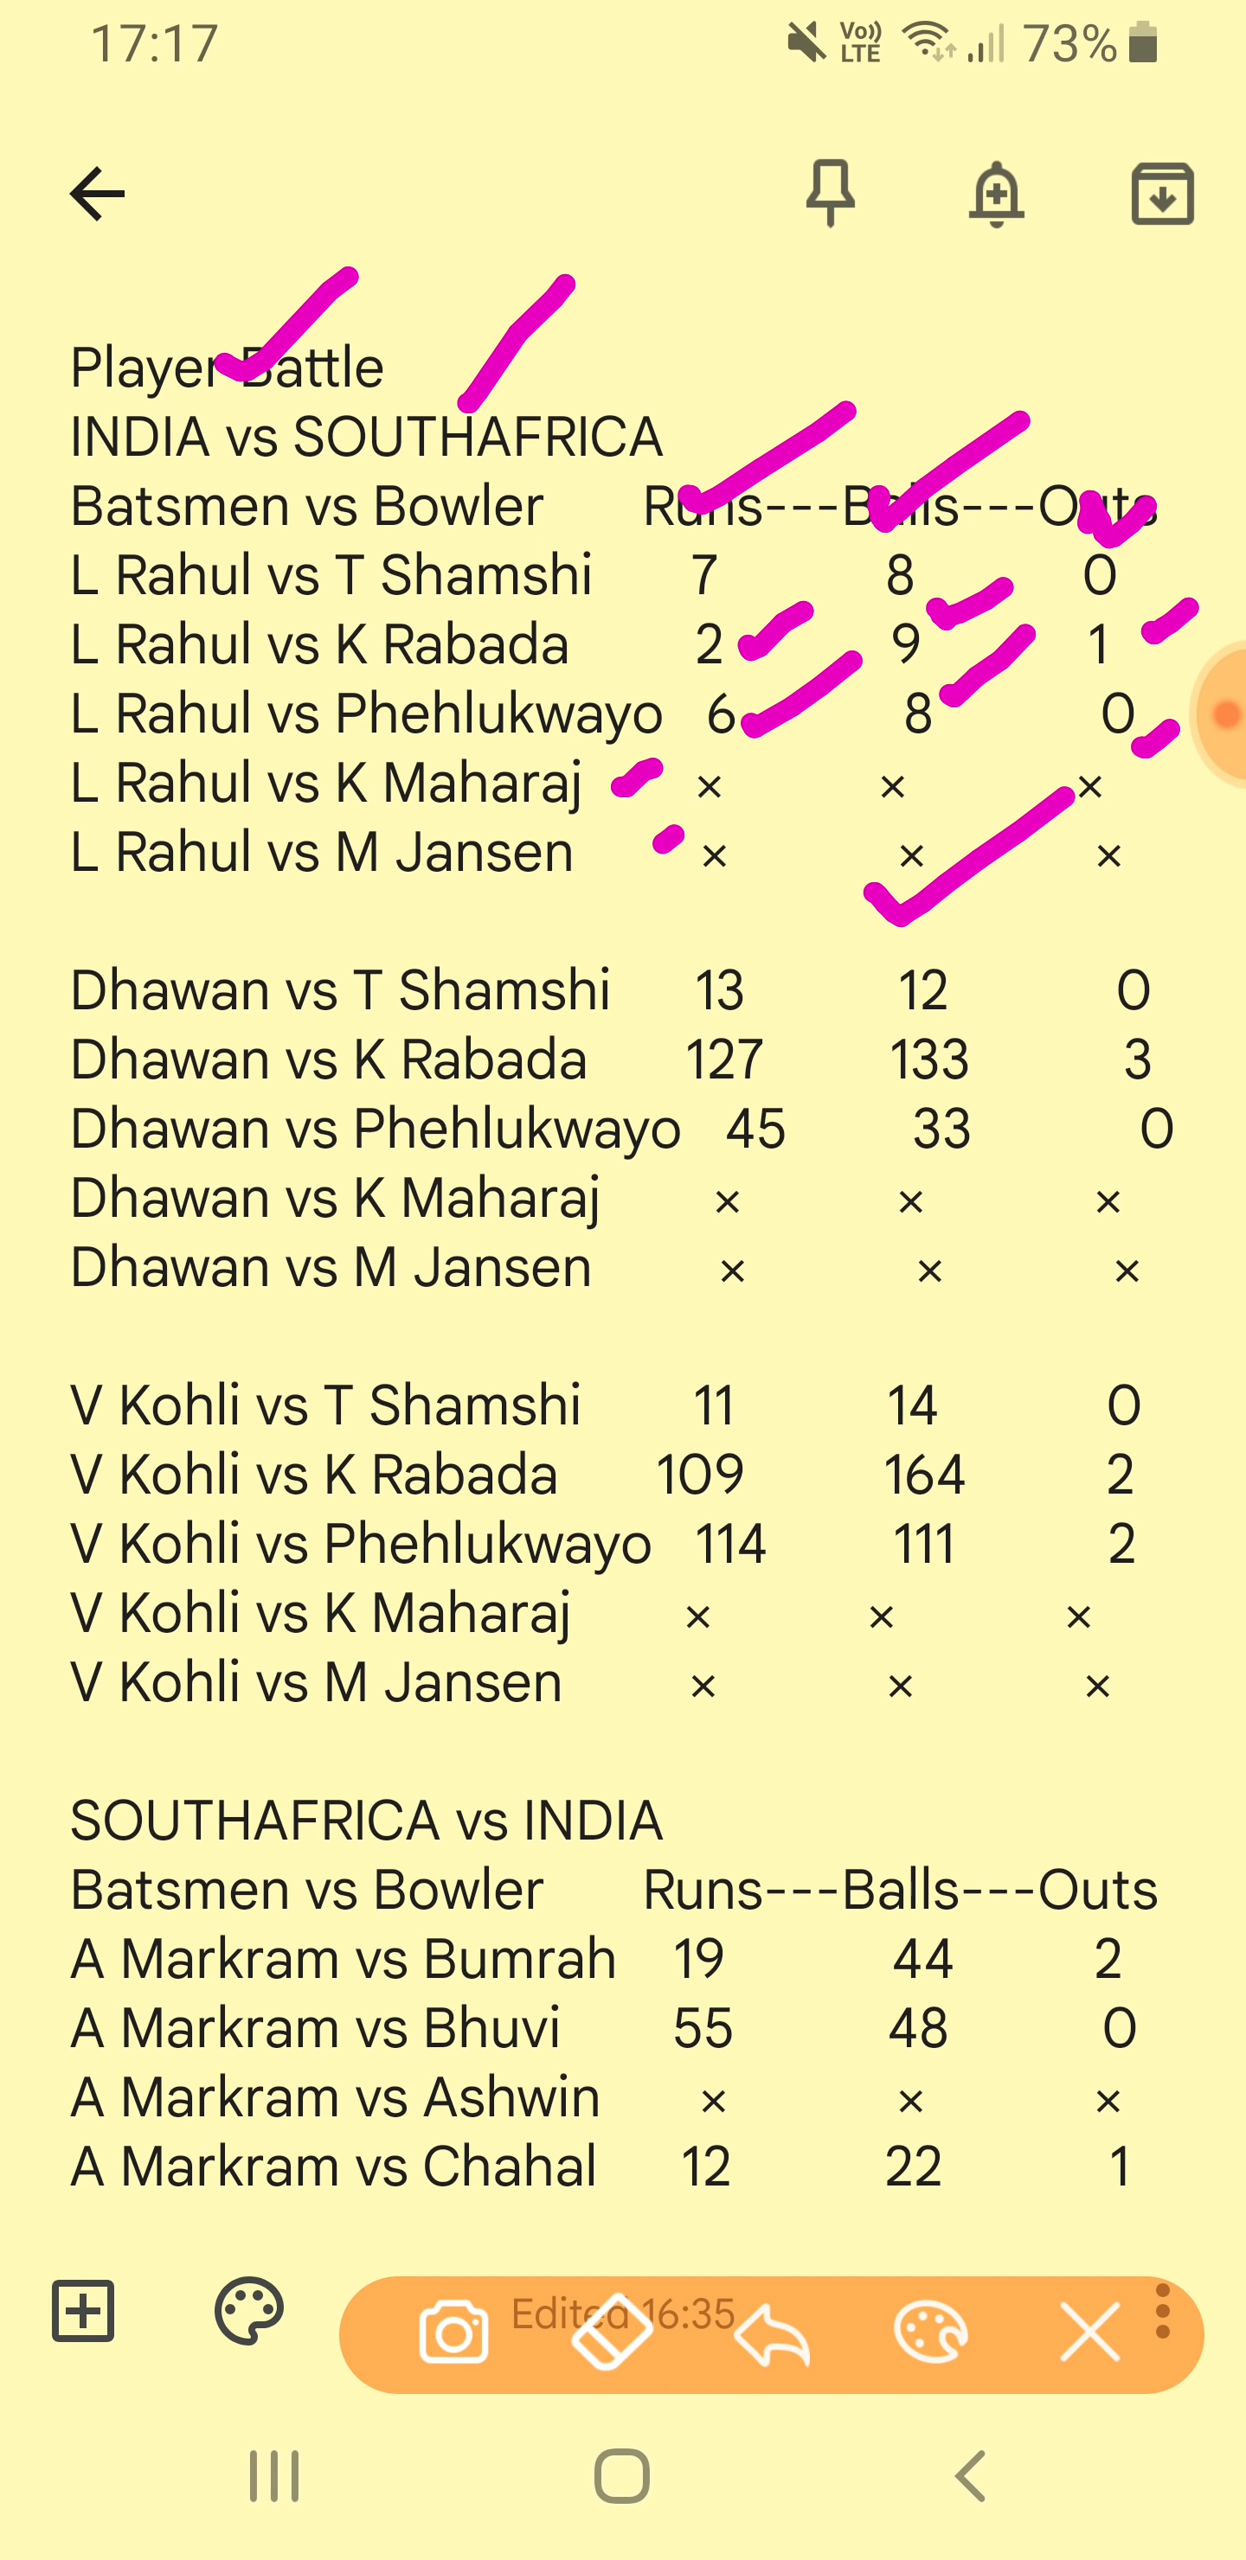 17:17 Vo)) LTE 73%
Player Battle
INDIA vs SOUTHAFRICA
Batsmen vs Bowler Runs---Balls---Outs
L Rahul vs T Shamshi 7 8 0
L Rahul vs K Rabada 2 9 1
L Rahul vs Phehlukwayo 6 8 0
L Rahul vs K Maharaj × × ×
L Rahul vs M Jansen × × ×
Dhawan vs T Shamshi 13 12 0
Dhawan vs K Rabada 127 133 3
Dhawan vs Phehlukwayo 45 33 0
Dhawan vs K Maharaj × × ×
Dhawan vs M Jansen × × ×
V Kohli vs T Shamshi 11 14 0
V Kohli vs K Rabada 109 164 2
V Kohli vs Phehlukwayo 114 111 2
V Kohli vs K Maharaj × × ×
V Kohli vs M Jansen × × ×
SOUTHAFRICA vs INDIA
Batsmen vs Bowler Runs---Balls---Outs
A Markram vs Bumrah 19 44 2
A Markram vs Bhuvi 55 48 0
A Markram vs Ashwin × × ×
A Markram vs Chahal 12 22 1
Edited 16:35